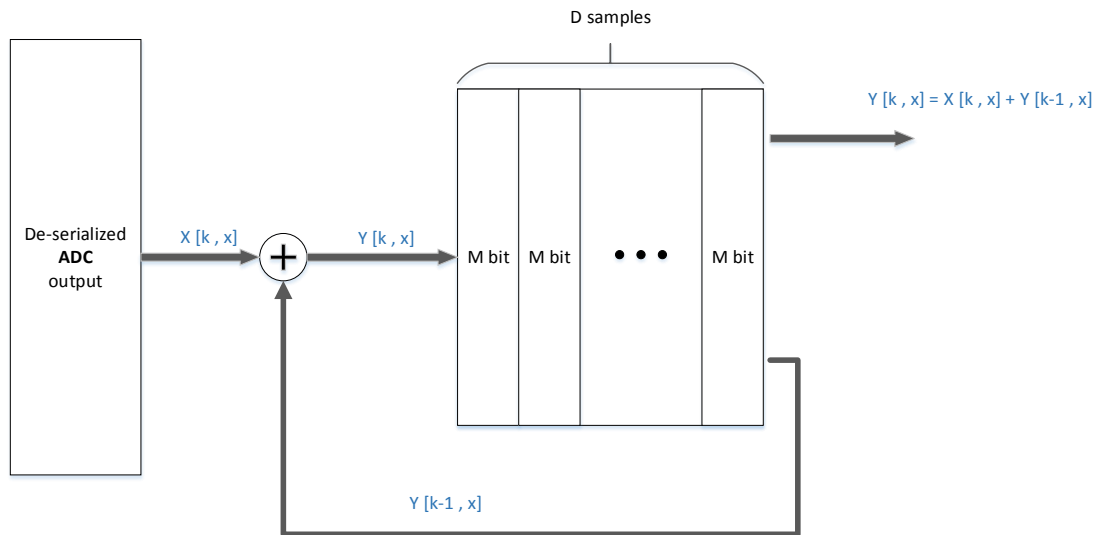 D samples
Y [k , x] = X [k , x] + Y [k-1 , x]
De-serialized
ADC
output
X [k , x]
+
Y [k , x]
M bit
M bit
• • •
M bit
Y [k-1 , x]